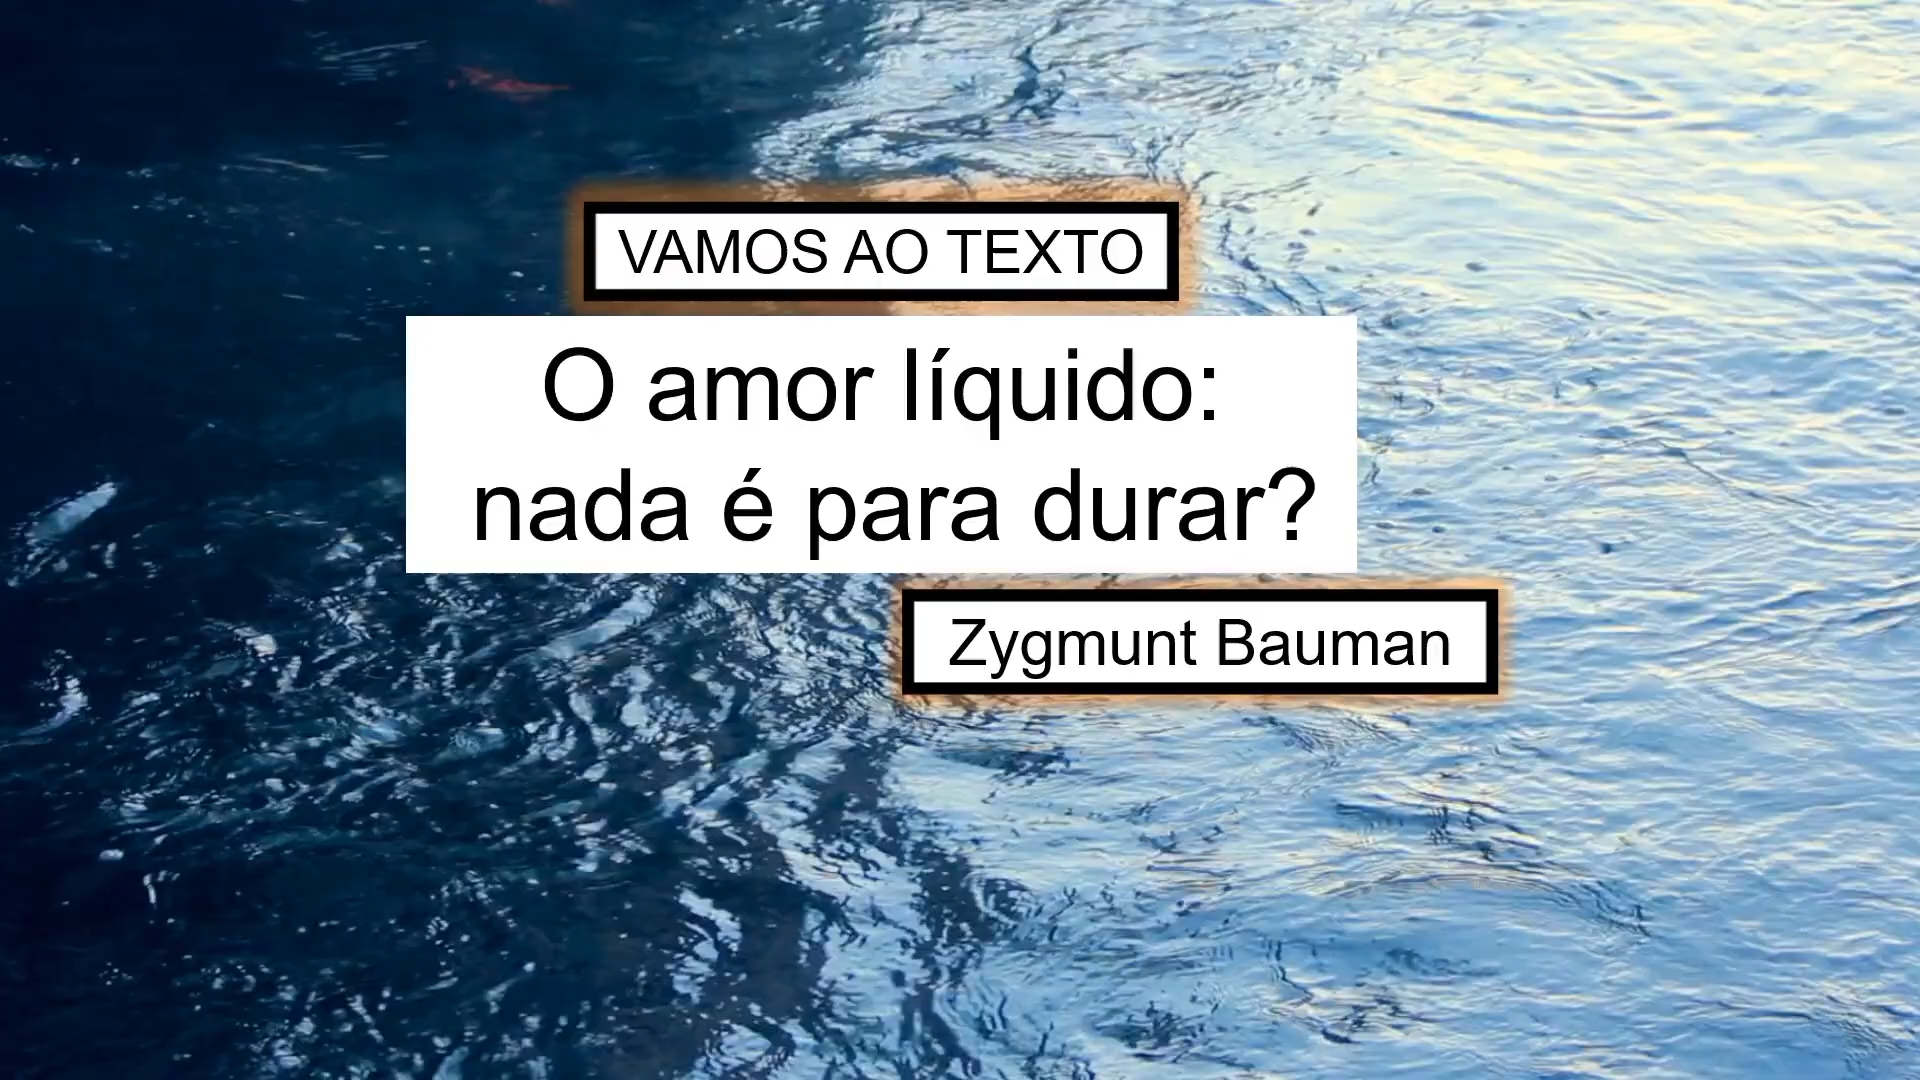 VAMOS AO TEXTO
O amor líquido:
nada é para durar?
Zygmunt Bauman